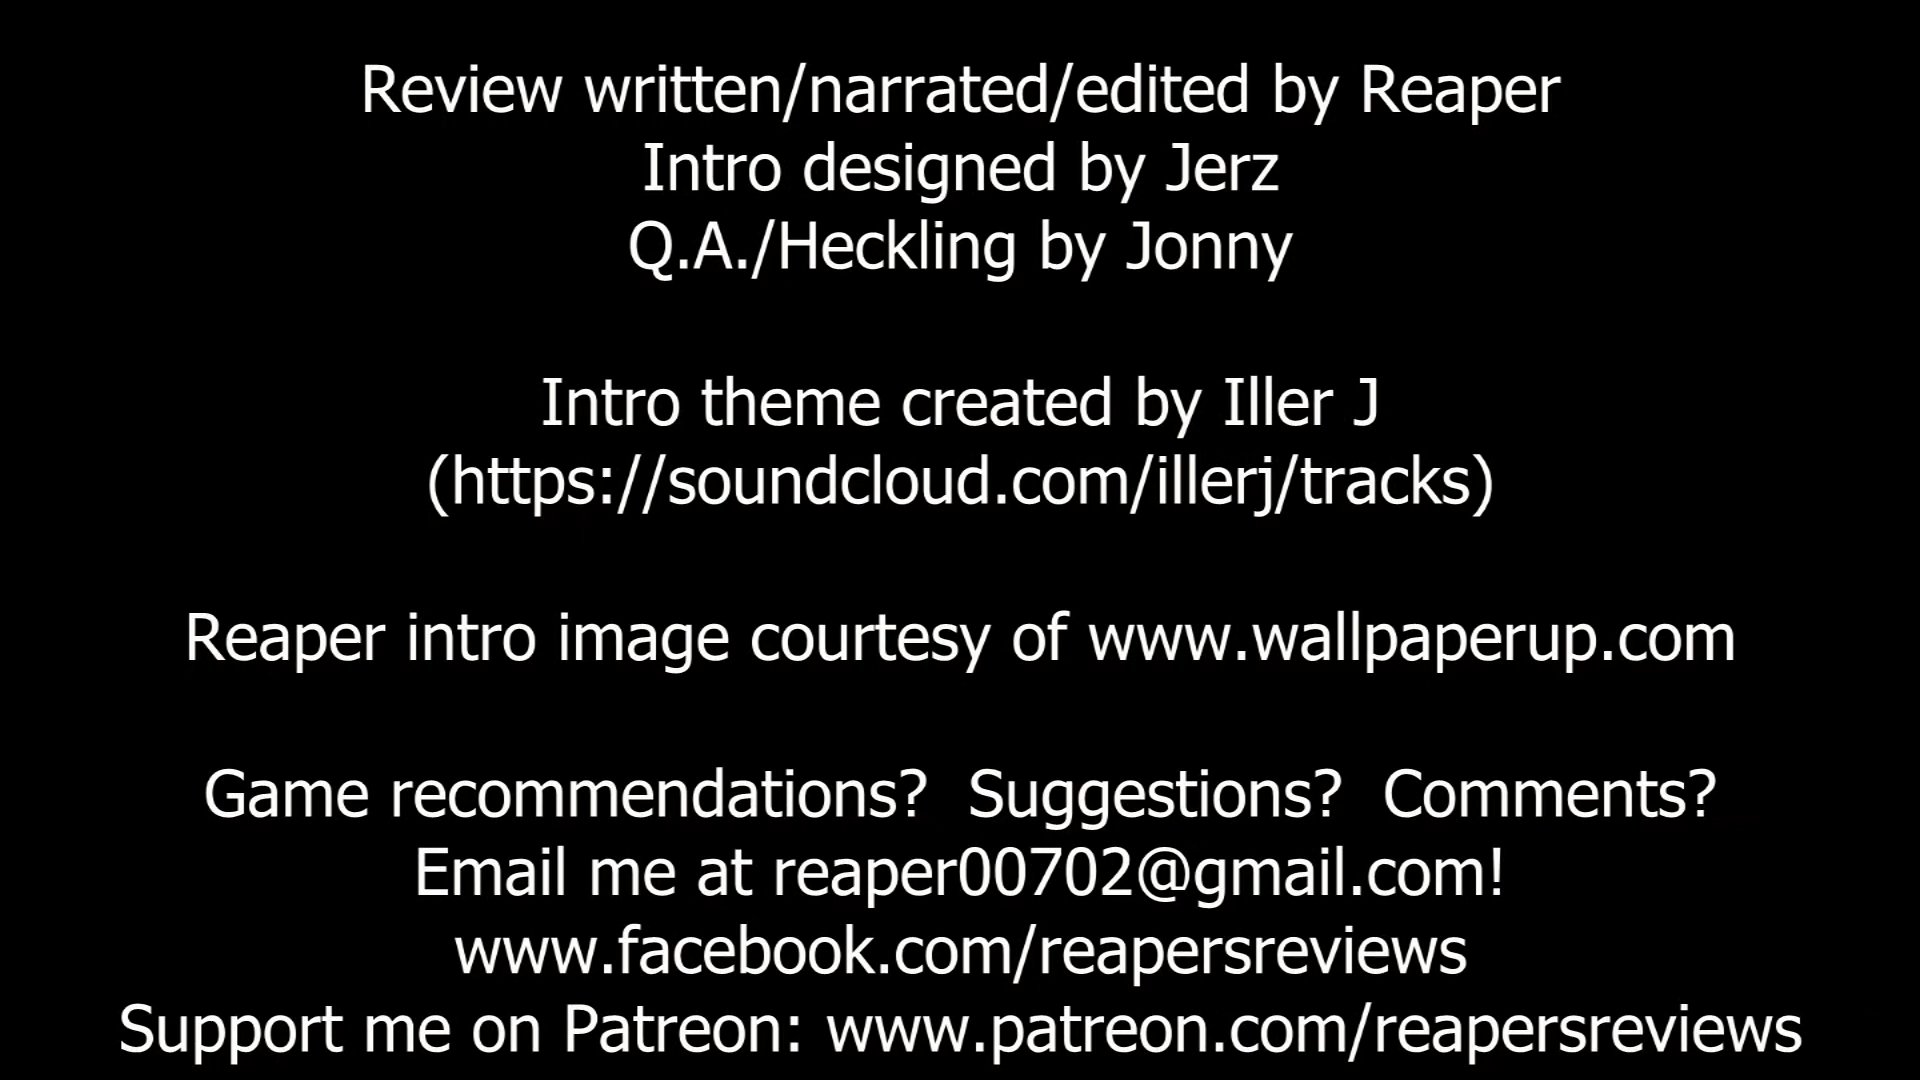 Review written/narrated/edited by Reaper
Intro designed by Jerz
Q.A./Heckling by Jonny
Intro theme created by Iller J
(https://soundcloud.com/illerj/tracks)
Reaper intro image courtesy of www.wallpaperup.com
Game recommendations?  Suggestions?  Comments?
Email me at reaper00702@gmail.com!
www.facebook.com/reapersreviews
Support me on Patreon: www.patreon.com/reapersreviews